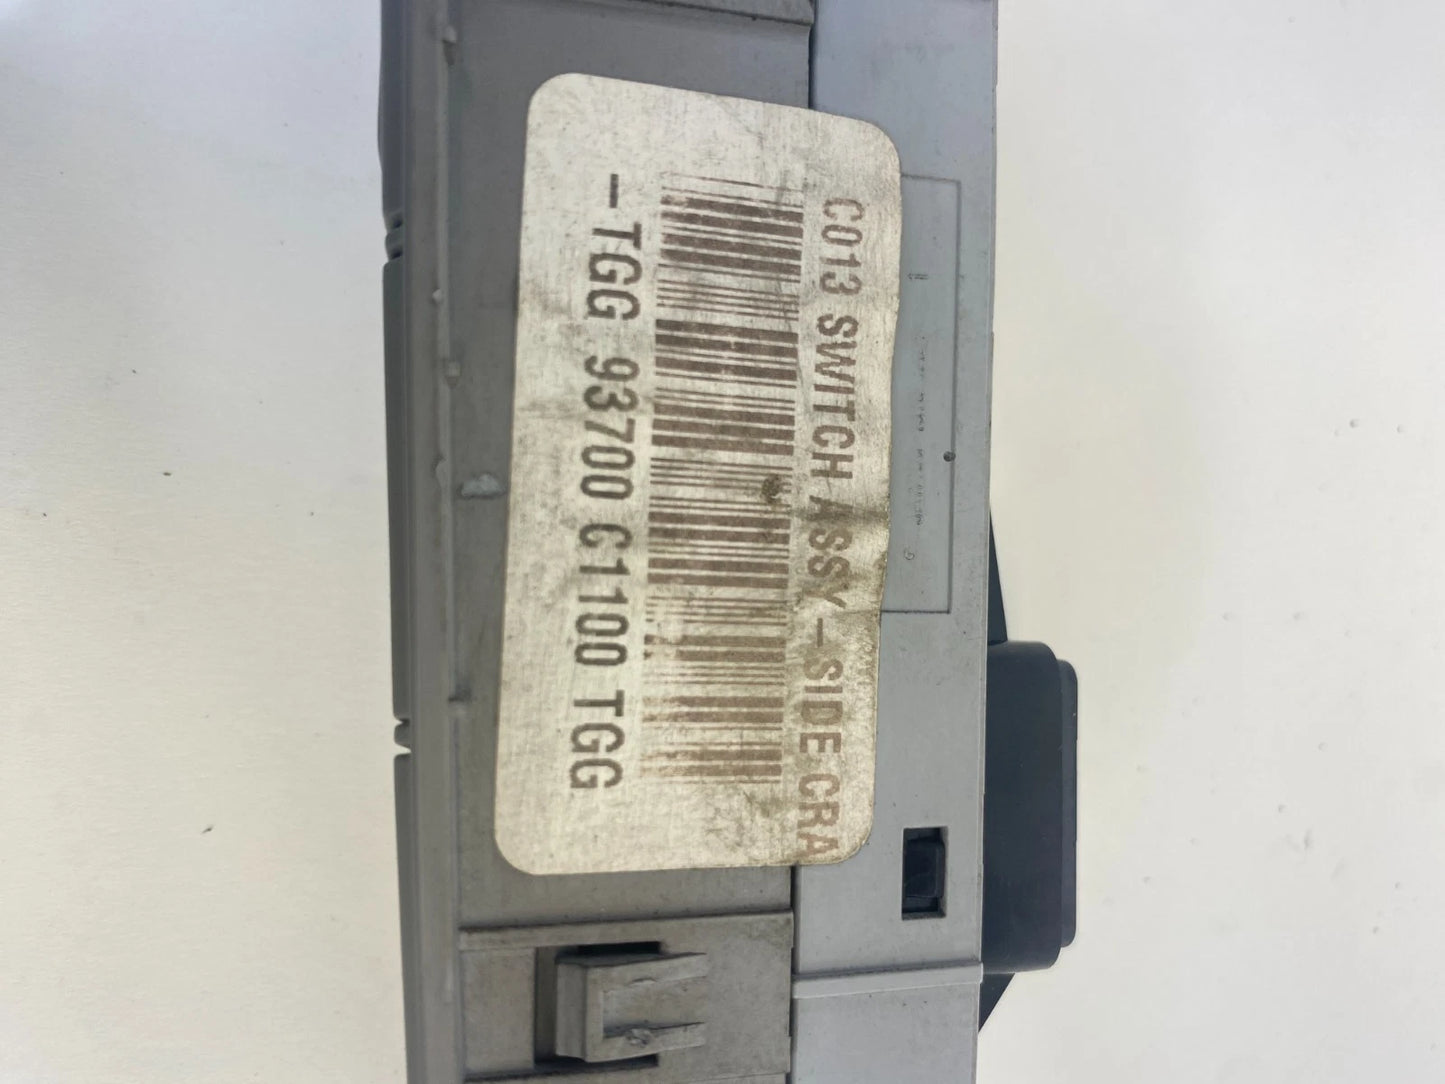 C013 SWITCH ASSY-SIDE CRA
-TGG 93700 C1100 TGG